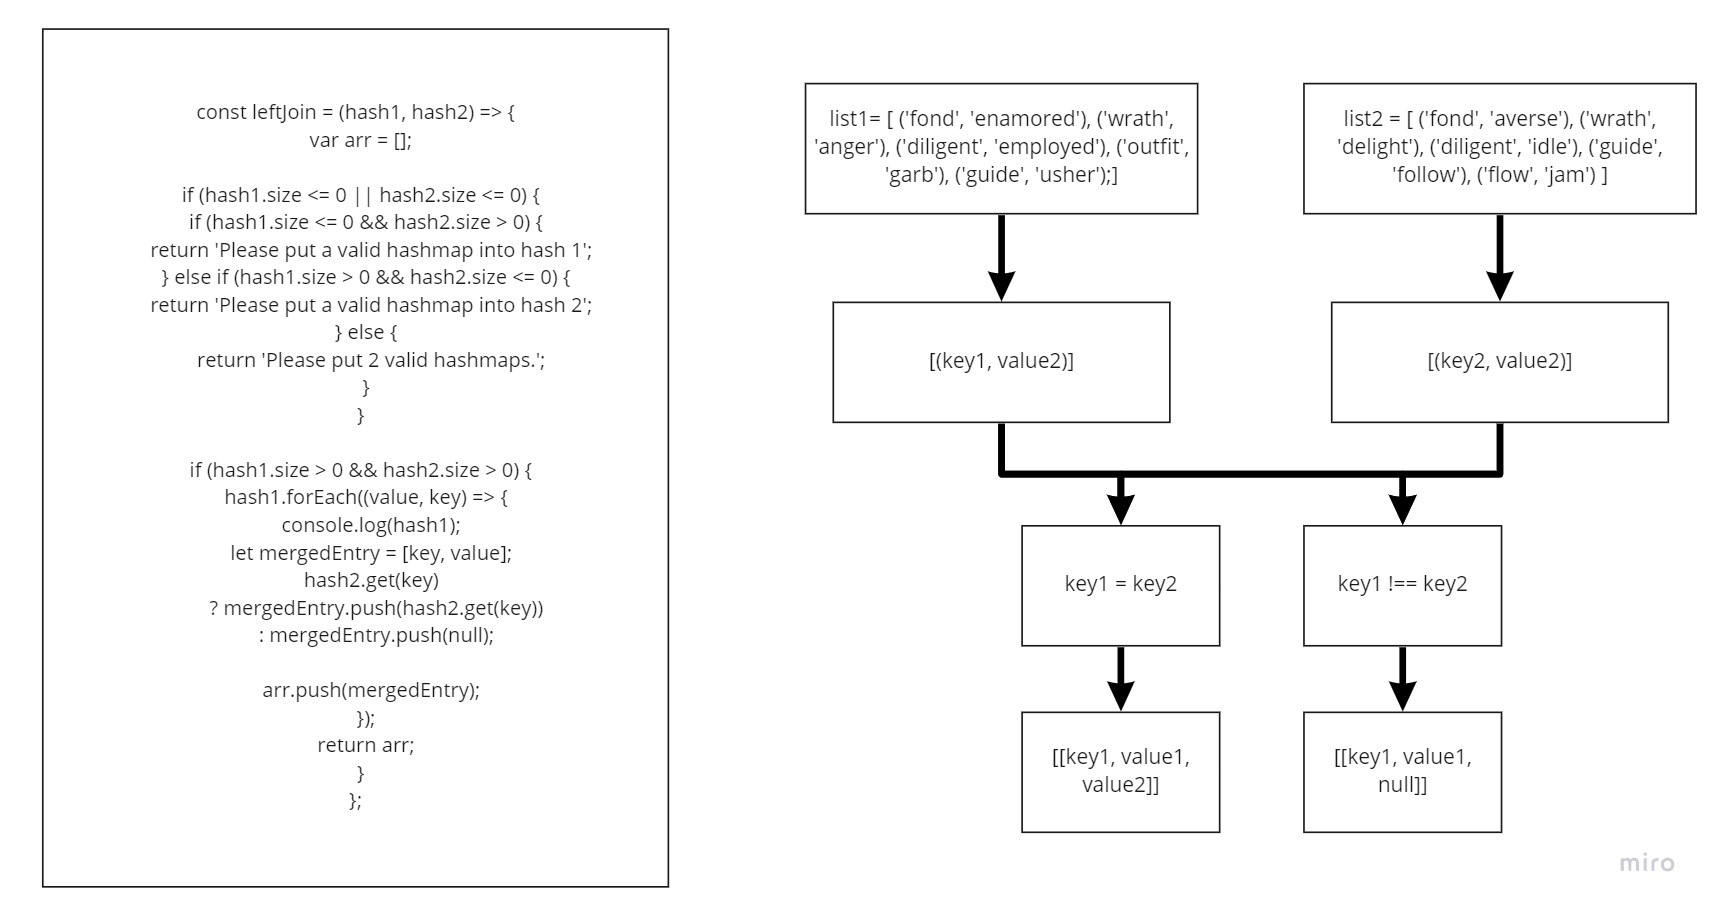 const leftJoin = (hash1, hash2) => {
var arr = [];
if (hash1.size <= 0 || hash2.size <= 0) {
if (hash1.size <= 0 && hash2.size > 0) {
return 'Please put a valid hashmap into hash 1';
} else if (hash1.size > 0 && hash2.size <= 0) {
return 'Please put a valid hashmap into hash 2';
} else {
return 'Please put 2 valid hashmaps.';
}
}
if (hash1.size > 0 && hash2.size > 0) {
hash1.forEach((value, key) => {
console.log(hash1);
let mergedEntry = [key, value];
hash2.get(key)
? mergedEntry.push(hash2.get(key))
: mergedEntry.push(null);
arr.push(mergedEntry);
});
return arr;
}
};
list1= [ ('fond', 'enamored'), ('wrath',
'anger'), ('diligent', 'employed'), ('outfit',
'garb'), ('guide', 'usher');]
list2 = [ ('fond', 'averse'), ('wrath',
'delight'), ('diligent', 'idle'), ('guide',
'follow'), ('flow', 'jam') ]
[(key1, value2)]
[(key2, value2)]
key1 = key2
key1 !== key2
[[key1, value1,
value2]]
[[key1, value1,
null]]
miro